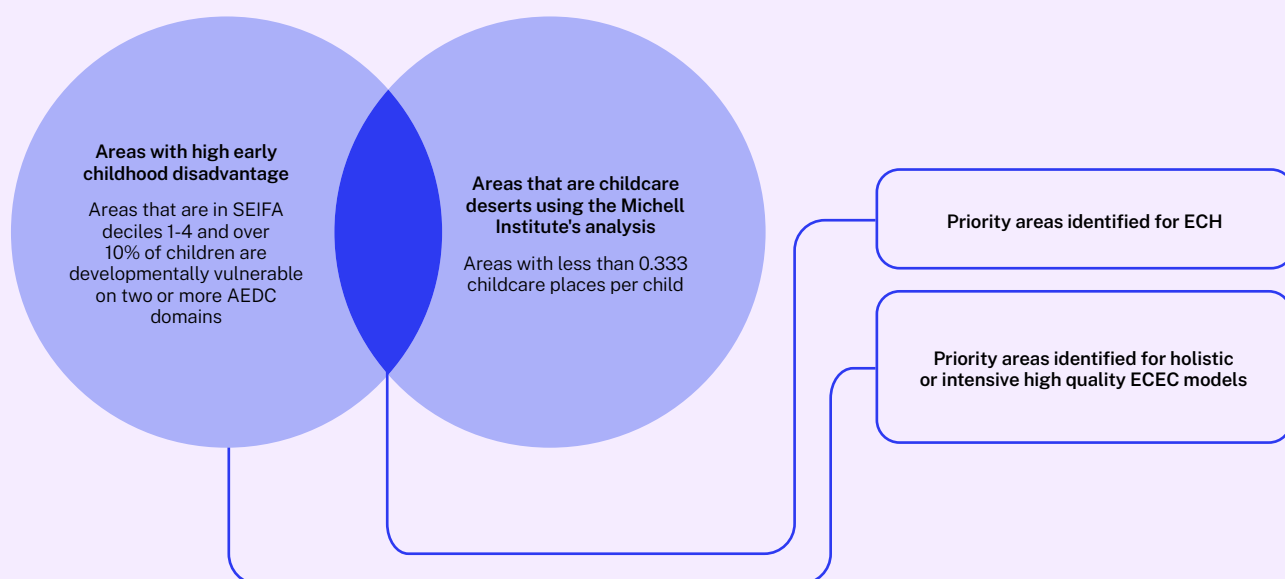 Areas with high early
childhood disadvantage
Areas that are in SEIFA
deciles 1-4 and over
10% of children are
developmentally vulnerable
on two or more AEDC
domains
Areas that are childcare
deserts using the Michell
Institute's analysis
Areas with less than 0.333
childcare places per child
Priority areas identified for ECH
Priority areas identified for holistic
or intensive high quality ECEC models